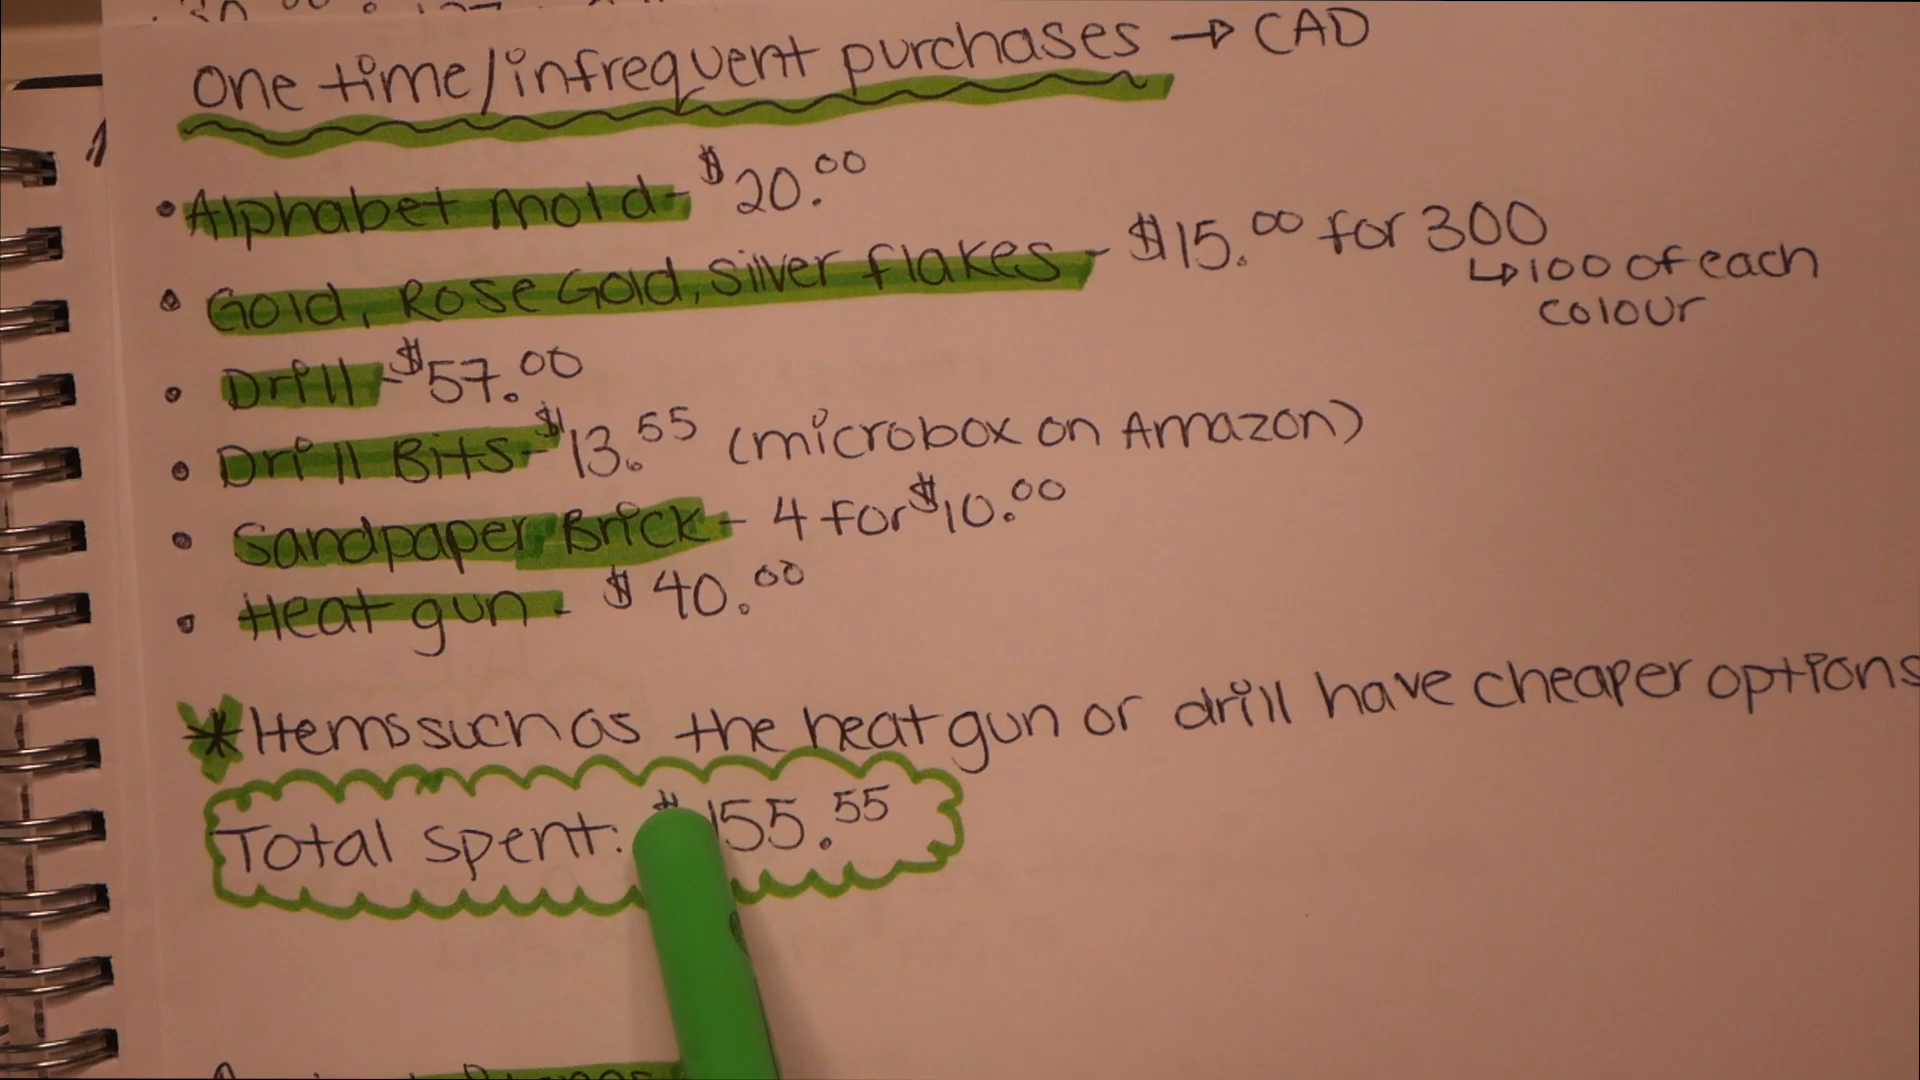 One time/infrequent purchases → CAD
• Alphabet mold - $20.00
• Gold, Rose Gold, Silver flakes - $15.00 for 300
↳ 100 of each
colour
• Drill - $57.00
• Drill Bits - $13.55 (microbox on Amazon)
• Sandpaper Brick - 4 for $10.00
• Heat gun - $40.00
* Items such as the heat gun or drill have cheaper options
Total spent: $155.55